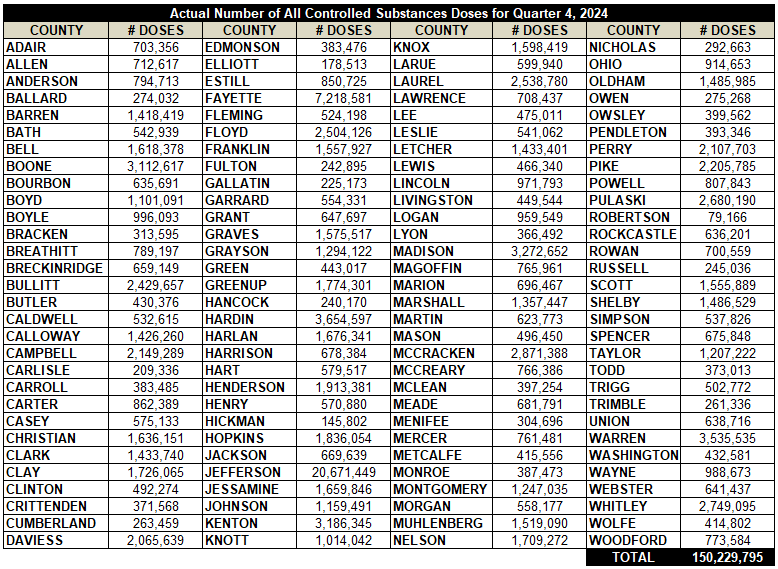 Actual Number of All Controlled Substances Doses for Quarter 4, 2024
COUNTY # DOSES COUNTY # DOSES COUNTY # DOSES COUNTY # DOSES
ADAIR 703,356 EDMONSON 383,476 KNOX 1,598,419 NICHOLAS 292,663
ALLEN 712,617 ELLIOTT 178,513 LARUE 599,940 OHIO 914,653
ANDERSON 794,713 ESTILL 850,725 LAUREL 2,538,780 OLDHAM 1,485,985
BALLARD 274,032 FAYETTE 7,218,581 LAWRENCE 708,437 OWEN 275,268
BARREN 1,418,419 FLEMING 524,198 LEE 475,011 OWSLEY 399,562
BATH 542,939 FLOYD 2,504,126 LESLIE 541,062 PENDLETON 393,346
BELL 1,618,378 FRANKLIN 1,557,927 LETCHER 1,433,401 PERRY 2,107,703
BOONE 3,112,617 FULTON 242,895 LEWIS 466,340 PIKE 2,205,785
BOURBON 635,691 GALLATIN 225,173 LINCOLN 971,793 POWELL 807,843
BOYD 1,101,091 GARRARD 554,331 LIVINGSTON 449,544 PULASKI 2,680,190
BOYLE 996,093 GRANT 647,697 LOGAN 959,549 ROBERTSON 79,166
BRACKEN 313,595 GRAVES 1,575,517 LYON 366,492 ROCKCASTLE 636,201
BREATHITT 789,197 GRAYSON 1,294,122 MADISON 3,272,652 ROWAN 700,559
BRECKINRIDGE 659,149 GREEN 443,017 MAGOFFIN 765,961 RUSSELL 245,036
BULLITT 2,429,657 GREENUP 1,774,301 MARION 696,467 SCOTT 1,555,889
BUTLER 430,376 HANCOCK 240,170 MARSHALL 1,357,447 SHELBY 1,486,529
CALDWELL 532,615 HARDIN 3,654,597 MARTIN 623,773 SIMPSON 537,826
CALLOWAY 1,426,260 HARLAN 1,676,341 MASON 496,450 SPENCER 675,848
CAMPBELL 2,149,289 HARRISON 678,384 MCCRACKEN 2,871,388 TAYLOR 1,207,222
CARLISLE 209,336 HART 579,517 MCCREARY 766,386 TODD 373,013
CARROLL 383,485 HENDERSON 1,913,381 MCLEAN 397,254 TRIGG 502,772
CARTER 862,389 HENRY 570,880 MEADE 681,791 TRIMBLE 261,336
CASEY 575,133 HICKMAN 145,802 MENIFEE 304,696 UNION 638,716
CHRISTIAN 1,636,151 HOPKINS 1,836,054 MERCER 761,481 WARREN 3,535,535
CLARK 1,433,740 JACKSON 669,639 METCALFE 415,556 WASHINGTON 432,581
CLAY 1,726,065 JEFFERSON 20,671,449 MONROE 387,473 WAYNE 988,673
CLINTON 492,274 JESSAMINE 1,659,846 MONTGOMERY 1,247,035 WEBSTER 641,437
CRITTENDEN 371,568 JOHNSON 1,159,491 MORGAN 558,177 WHITLEY 2,749,095
CUMBERLAND 263,459 KENTON 3,186,345 MUHLENBERG 1,519,090 WOLFE 414,802
DAVIESS 2,065,639 KNOTT 1,014,042 NELSON 1,709,272 WOODFORD 773,584
TOTAL 150,229,795